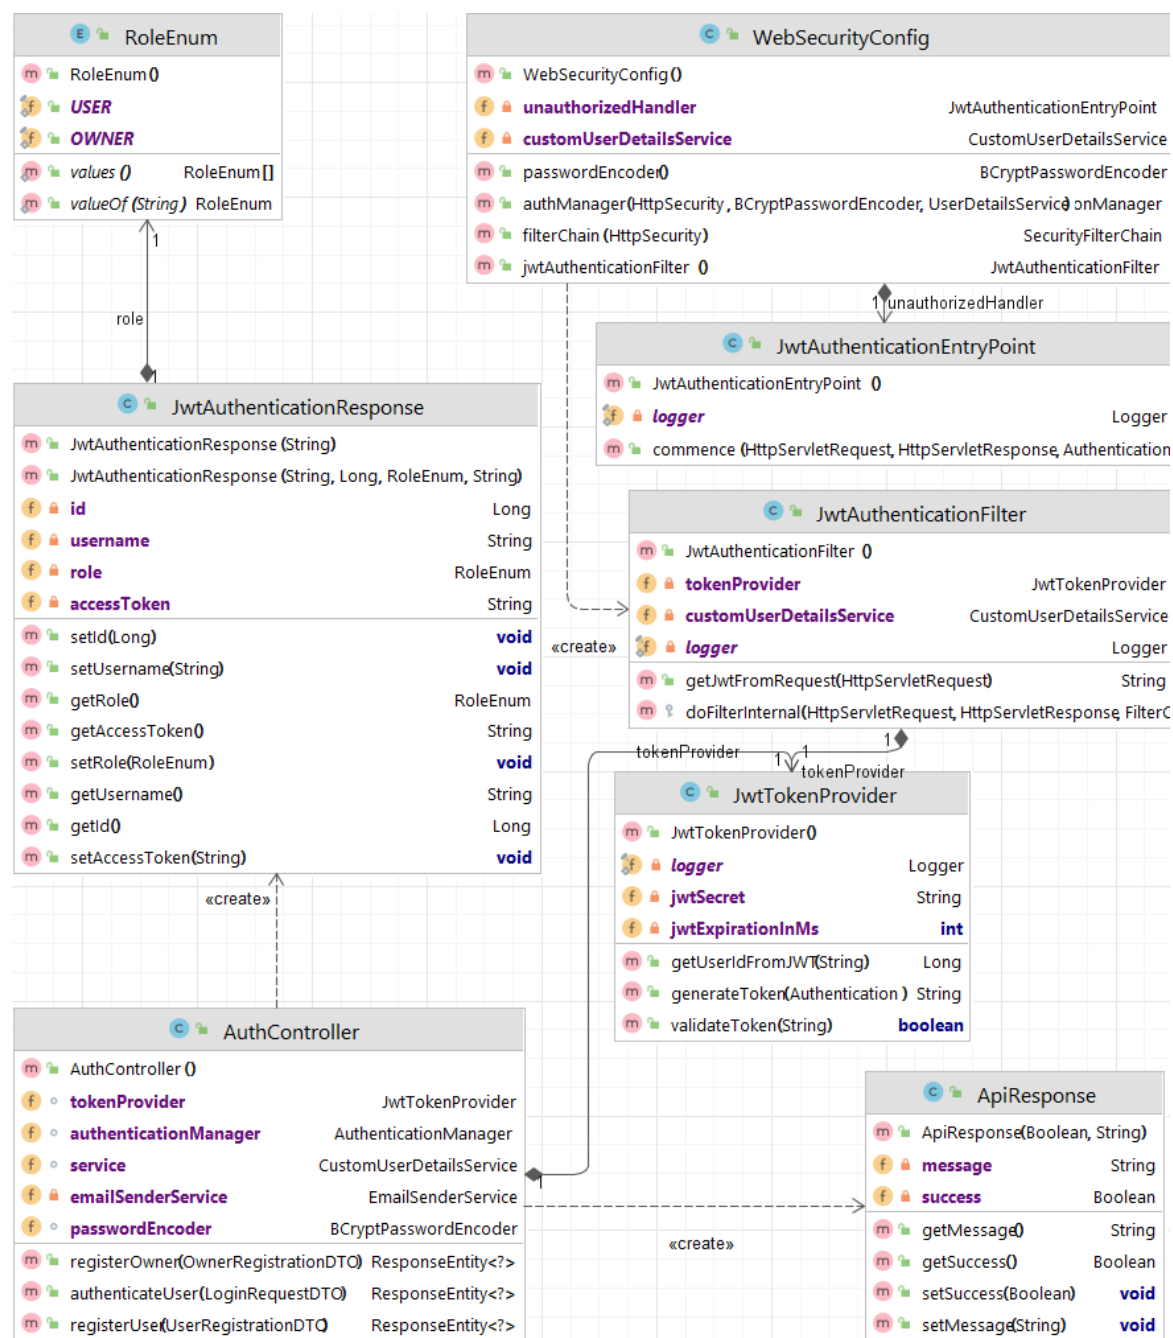 RoleEnum
RoleEnum()
USER
OWNER
values() RoleEnum[]
valueOf(String) RoleEnum
1
role
1
WebSecurityConfig
WebSecurityConfig()
unauthorizedHandler JwtAuthenticationEntryPoint
customUserDetailsService CustomUserDetailsService
passwordEncoder() BCryptPasswordEncoder
authManager(HttpSecurity, BCryptPasswordEncoder, UserDetailsService) onManager
filterChain(HttpSecurity) SecurityFilterChain
jwtAuthenticationFilter() JwtAuthenticationFilter
1 unauthorizedHandler
JwtAuthenticationEntryPoint
JwtAuthenticationEntryPoint()
logger Logger
commence(HttpServletRequest, HttpServletResponse, Authentication
JwtAuthenticationResponse
JwtAuthenticationResponse(String)
JwtAuthenticationResponse(String, Long, RoleEnum, String)
id Long
username String
role RoleEnum
accessToken String
setId(Long) void
setUsername(String) void
getRole() RoleEnum
getAccessToken() String
setRole(RoleEnum) void
getUsername() String
getId() Long
setAccessToken(String) void
«create»
JwtAuthenticationFilter
JwtAuthenticationFilter()
tokenProvider JwtTokenProvider
customUserDetailsService CustomUserDetailsService
logger Logger
getJwtFromRequest(HttpServletRequest) String
doFilterInternal(HttpServletRequest, HttpServletResponse, FilterC
«create»
tokenProvider
1
1
1
tokenProvider
JwtTokenProvider
JwtTokenProvider()
logger Logger
jwtSecret String
jwtExpirationInMs int
getUserIdFromJWT(String) Long
generateToken(Authentication) String
validateToken(String) boolean
AuthController
AuthController()
tokenProvider JwtTokenProvider
authenticationManager AuthenticationManager
service CustomUserDetailsService
emailSenderService EmailSenderService
passwordEncoder BCryptPasswordEncoder
registerOwner(OwnerRegistrationDTO) ResponseEntity<?>
authenticateUser(LoginRequestDTO) ResponseEntity<?>
registerUser(UserRegistrationDTO) ResponseEntity<?>
1
«create»
ApiResponse
ApiResponse(Boolean, String)
message String
success Boolean
getMessage() String
getSuccess() Boolean
setSuccess(Boolean) void
setMessage(String) void